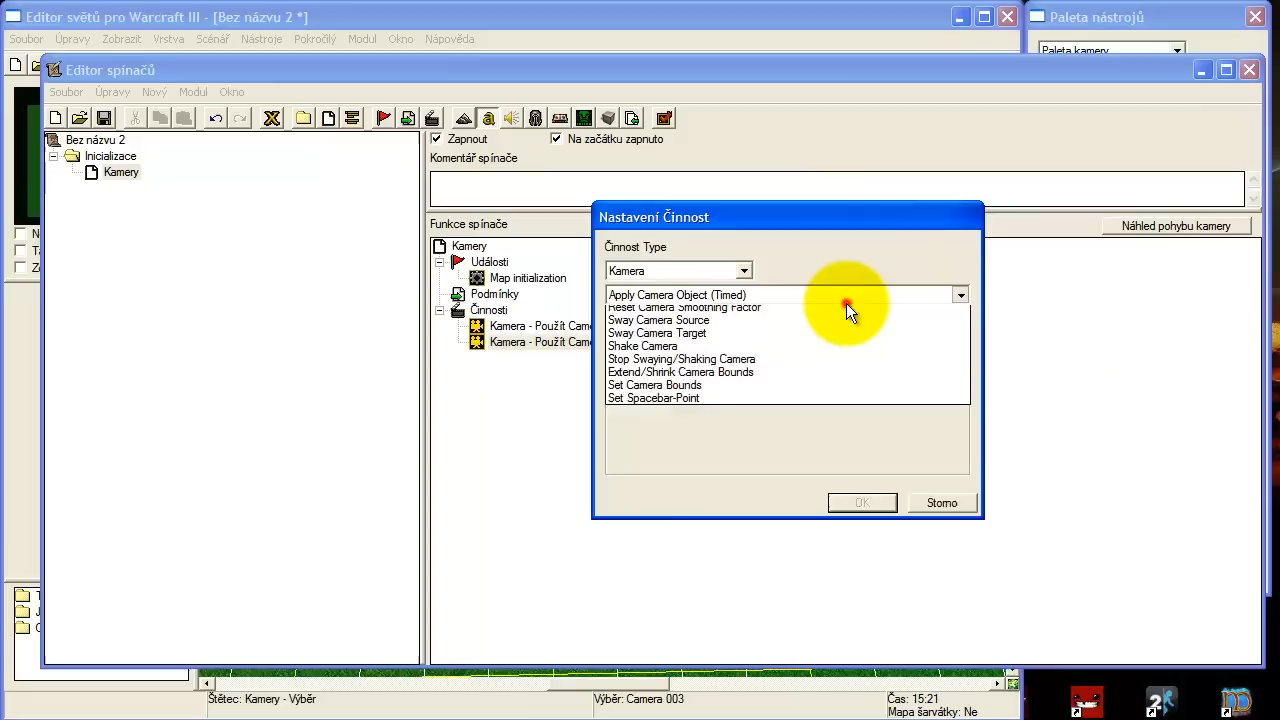 Editor světů pro Warcraft III - [Bez názvu 2 *]
Paleta nástrojů
Soubor Úpravy Zobrazit Vrstva Scénář Nástroje Pokročilý Modul Okno Nápověda
Paleta kamery
Editor spínačů
Soubor Úpravy Nový Modul Okno
Bez názvu 2
Inicializace
Kamery
Zapnout
Na začátku zapnuto
Komentář spínače
Funkce spínače
Náhled pohybu kamery
Kamery
Události
Map initialization
Podmínky
Činnosti
Kamera - Použít Came
Kamera - Použít Came
Nastavení Činnost
Činnost Type
Kamera
Apply Camera Object (Timed)
Reset Camera Smoothing Factor
Sway Camera Source
Sway Camera Target
Shake Camera
Stop Swaying/Shaking Camera
Extend/Shrink Camera Bounds
Set Camera Bounds
Set Spacebar-Point
OK
Storno
Štětec: Kamery - Výběr
Výběr: Camera 003
Čas: 15:21
Mapa šarvátky: Ne